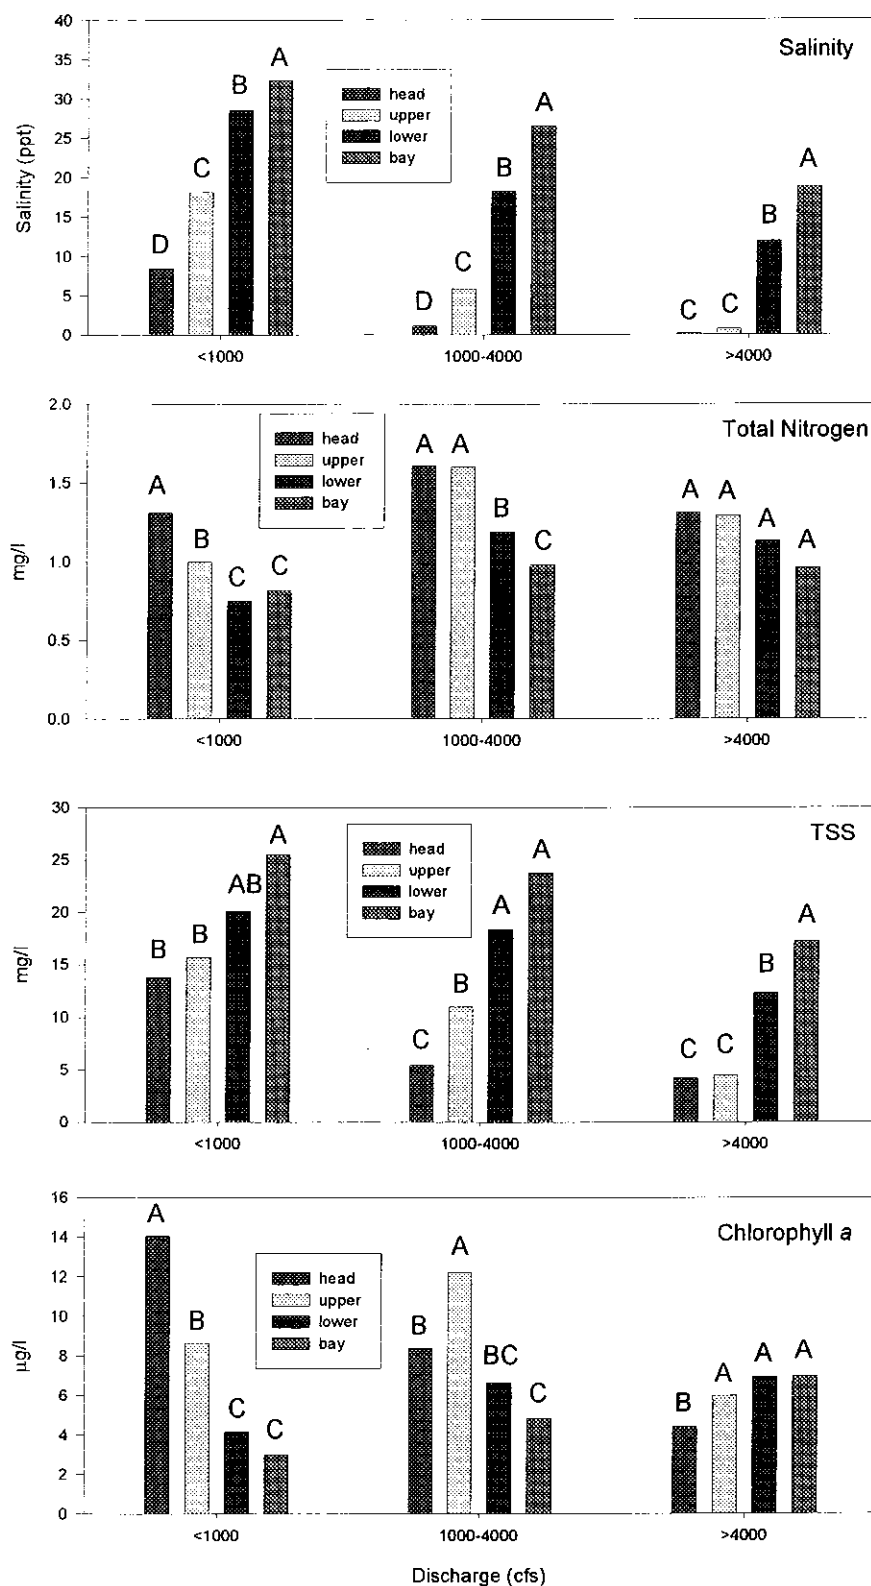 40
35
30
25
20
15
10
5
0
Salinity (ppt)
Salinity
head
upper
lower
bay
D
C
B
A
D
C
B
A
C
C
B
A
<1000
1000-4000
>4000
2.0
1.5
1.0
0.5
0.0
mg/l
Total Nitrogen
head
upper
lower
bay
A
B
C
C
A
A
B
C
A
A
A
A
<1000
1000-4000
>4000
30
25
20
15
10
5
0
mg/l
TSS
head
upper
lower
bay
B
B
AB
A
C
B
A
A
C
C
B
A
<1000
1000-4000
>4000
16
14
12
10
8
6
4
2
0
µg/l
Chlorophyll a
head
upper
lower
bay
A
B
C
C
B
A
BC
C
B
A
A
A
<1000
1000-4000
>4000
Discharge (cfs)